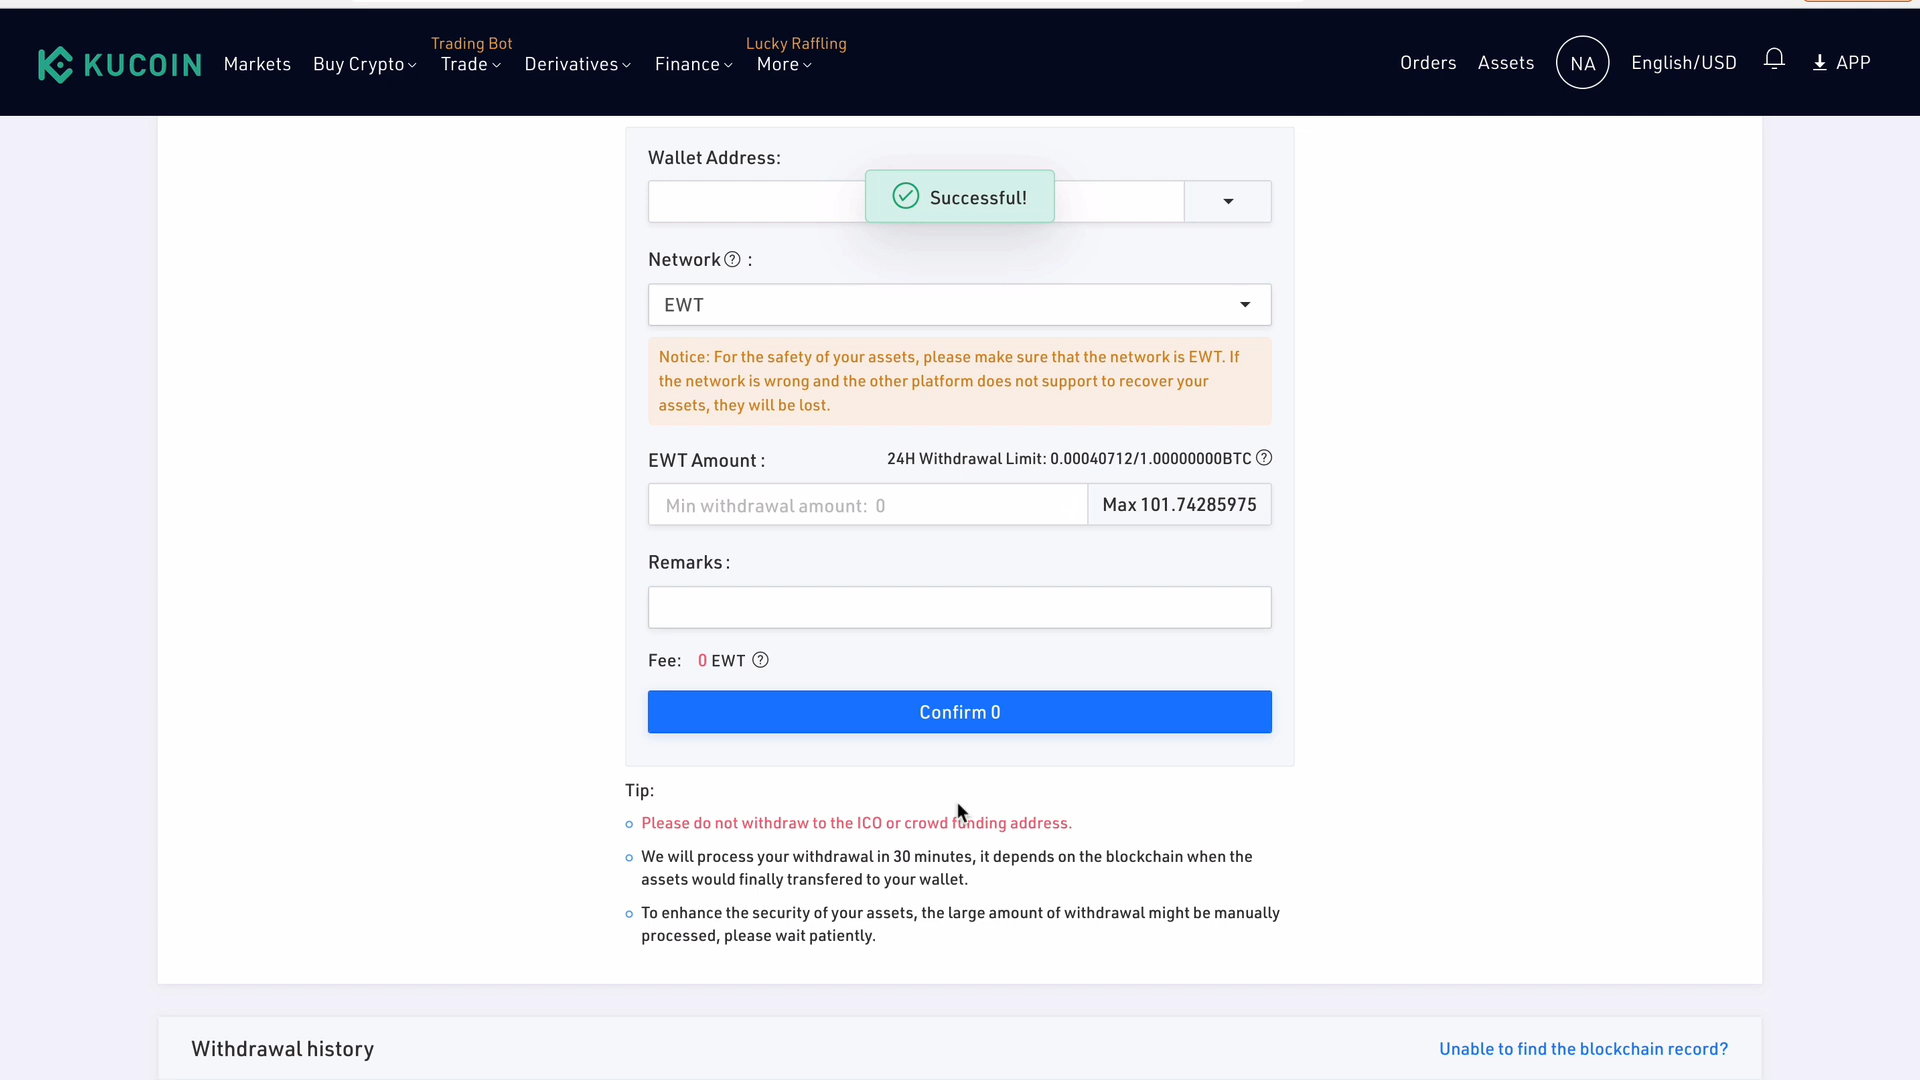 KUCOIN
Markets
Buy Crypto
Trading Bot
Trade
Derivatives
Finance
Lucky Raffling
More
Orders
Assets
NA
English/USD
APP
Wallet Address:
Successful!
Network ? :
EWT
Notice: For the safety of your assets, please make sure that the network is EWT. If
the network is wrong and the other platform does not support to recover your
assets, they will be lost.
EWT Amount :
24H Withdrawal Limit: 0.00040712/1.00000000BTC ?
Min withdrawal amount: 0
Max 101.74285975
Remarks :
Fee: 0 EWT ?
Confirm 0
Tip:
Please do not withdraw to the ICO or crowd funding address.
We will process your withdrawal in 30 minutes, it depends on the blockchain when the
assets would finally transfered to your wallet.
To enhance the security of your assets, the large amount of withdrawal might be manually
processed, please wait patiently.
Withdrawal history
Unable to find the blockchain record?